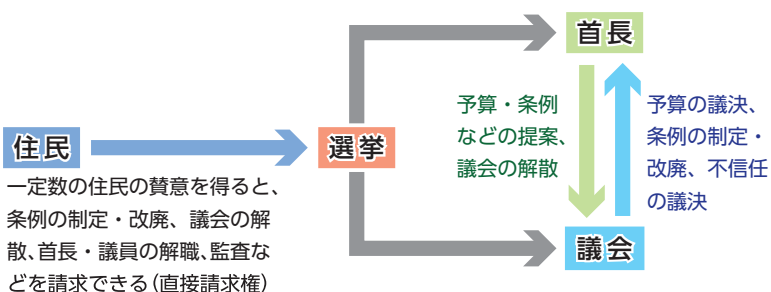 首長
予算・条例
などの提案、
議会の解散
予算の議決、
条例の制定・
改廃、不信任
の議決
住民
選挙
一定数の住民の賛意を得ると、
条例の制定・改廃、議会の解
散、首長・議員の解職、監査な
どを請求できる(直接請求権)
議会